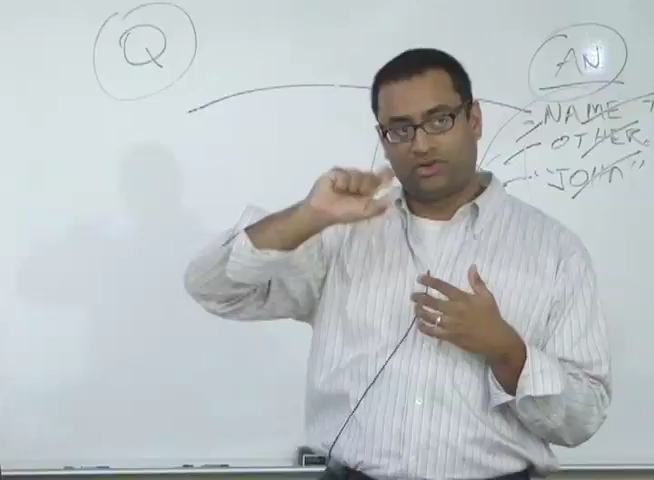 Q
AN
- NAME
- OTHER
- "JOHN"